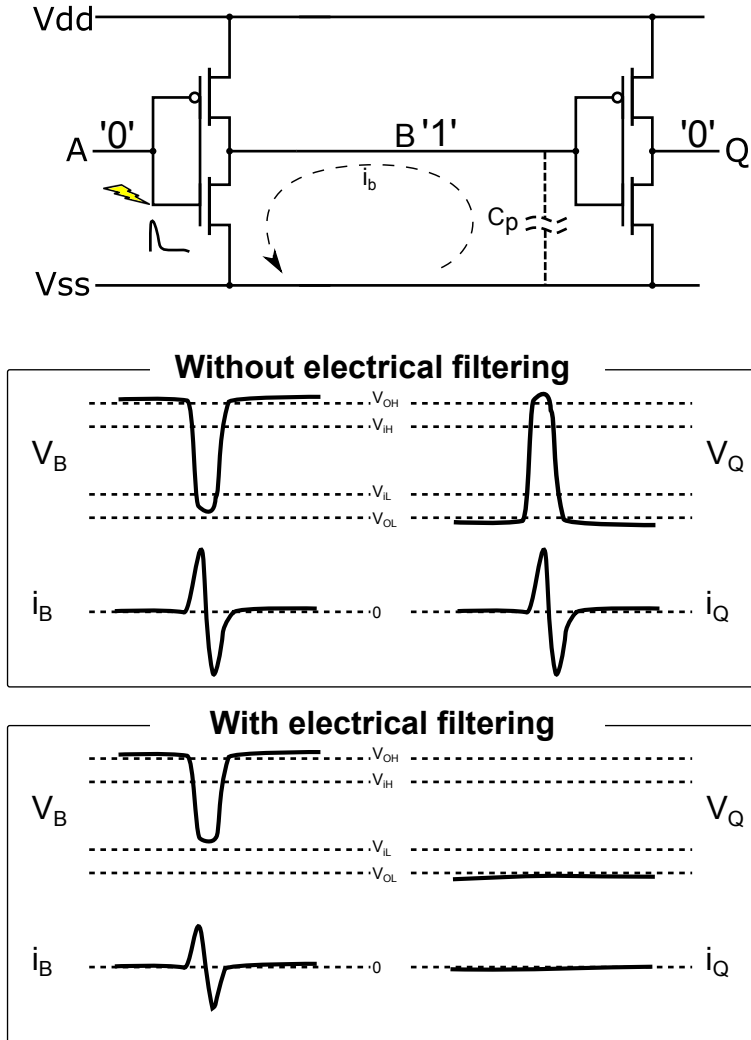 Vdd
A '0' B '1' '0' Q
i_b
C_p
Vss
Without electrical filtering
V_OH
V_iH
V_B V_Q
V_iL
V_OL
i_B 0 i_Q
With electrical filtering
V_OH
V_iH
V_B V_Q
V_iL
V_OL
i_B 0 i_Q